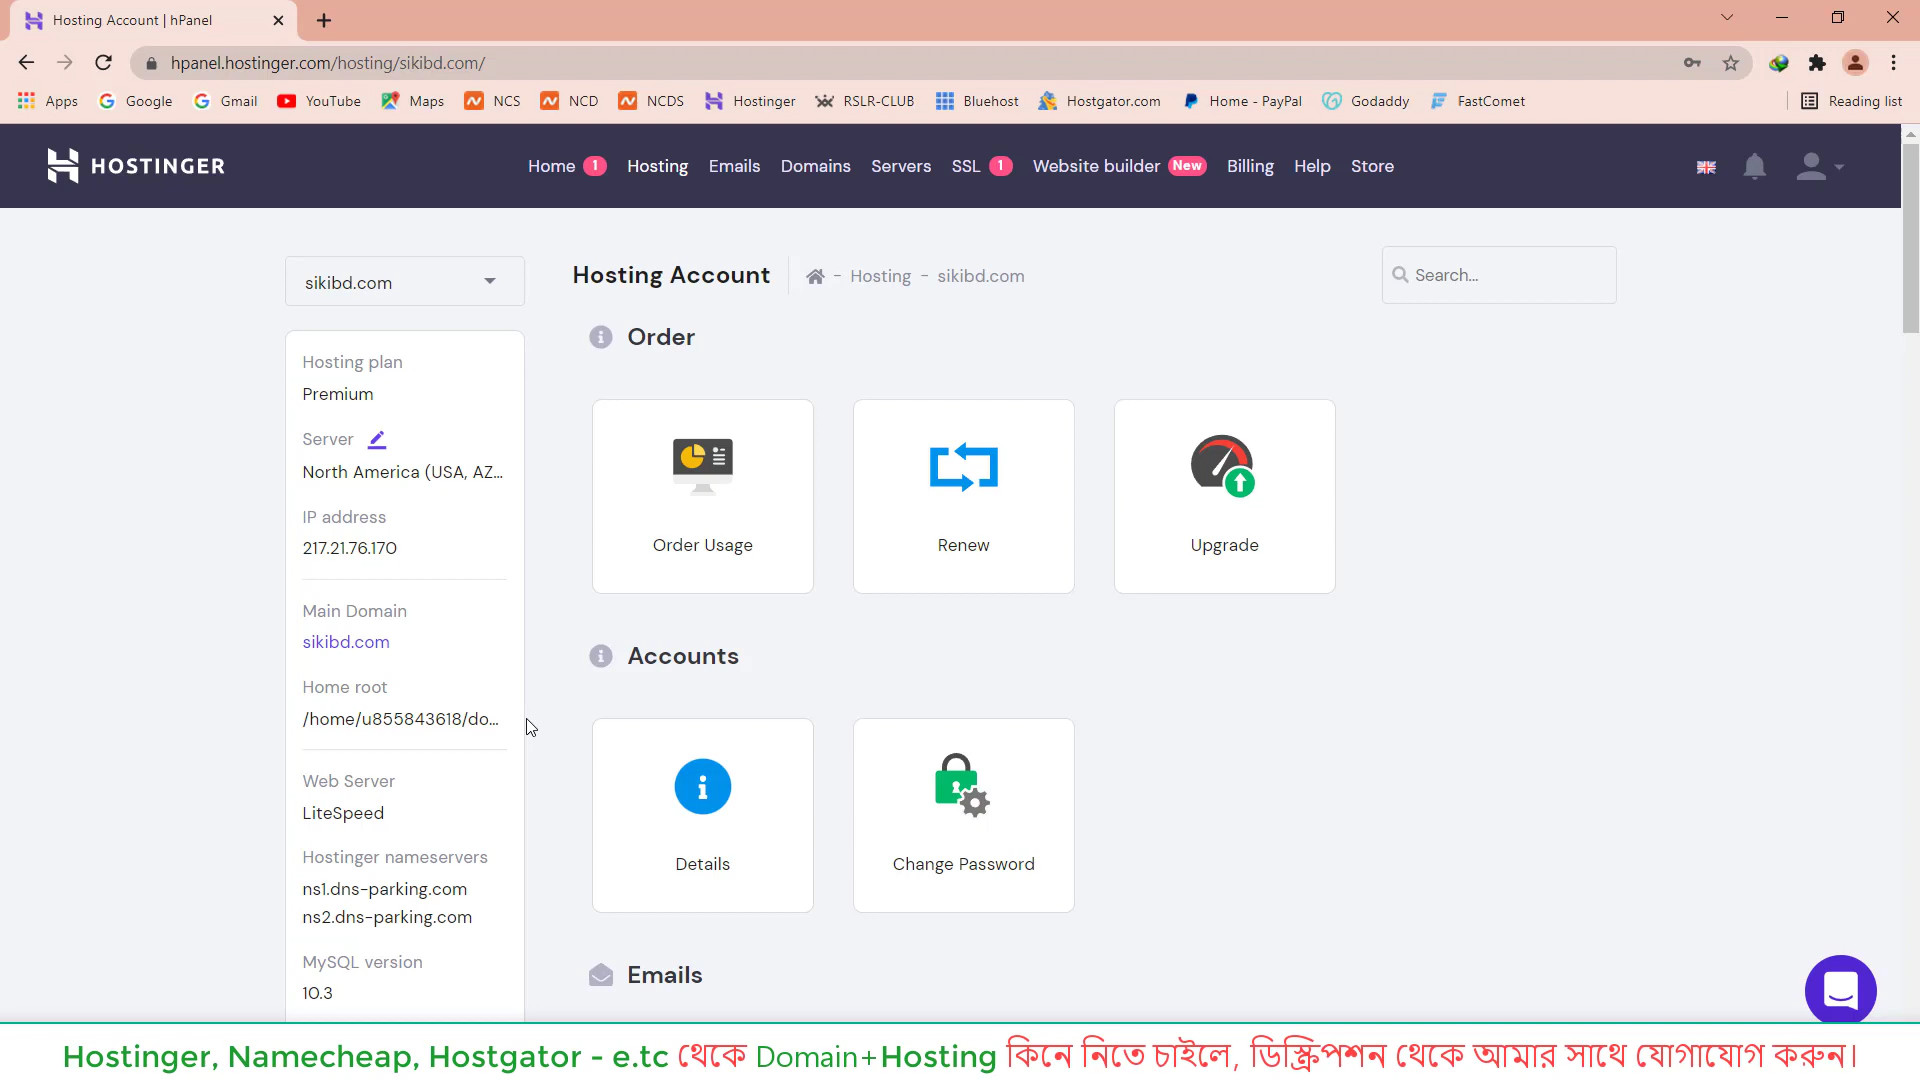 Hosting Account | hPanel
hpanel.hostinger.com/hosting/sikibd.com/
Apps Google Gmail YouTube Maps NCS NCD NCDS Hostinger RSLR-CLUB Bluehost Hostgator.com Home - PayPal Godaddy FastComet Reading list
HOSTINGER Home 1 Hosting Emails Domains Servers SSL 1 Website builder New Billing Help Store
sikibd.com
Hosting Account - Hosting - sikibd.com
Search...
Hosting plan
Premium
Server
North America (USA, AZ...
IP address
217.21.76.170
Main Domain
sikibd.com
Home root
/home/u855843618/do...
Web Server
LiteSpeed
Hostinger nameservers
ns1.dns-parking.com
ns2.dns-parking.com
MySQL version
10.3
Order
Order Usage Renew Upgrade
Accounts
Details Change Password
Emails
Hostinger, Namecheap, Hostgator - e.tc থেকে Domain+Hosting কিনে নিতে চাইলে, ডিস্ক্রিপশন থেকে আমার সাথে যোগাযোগ করুন।